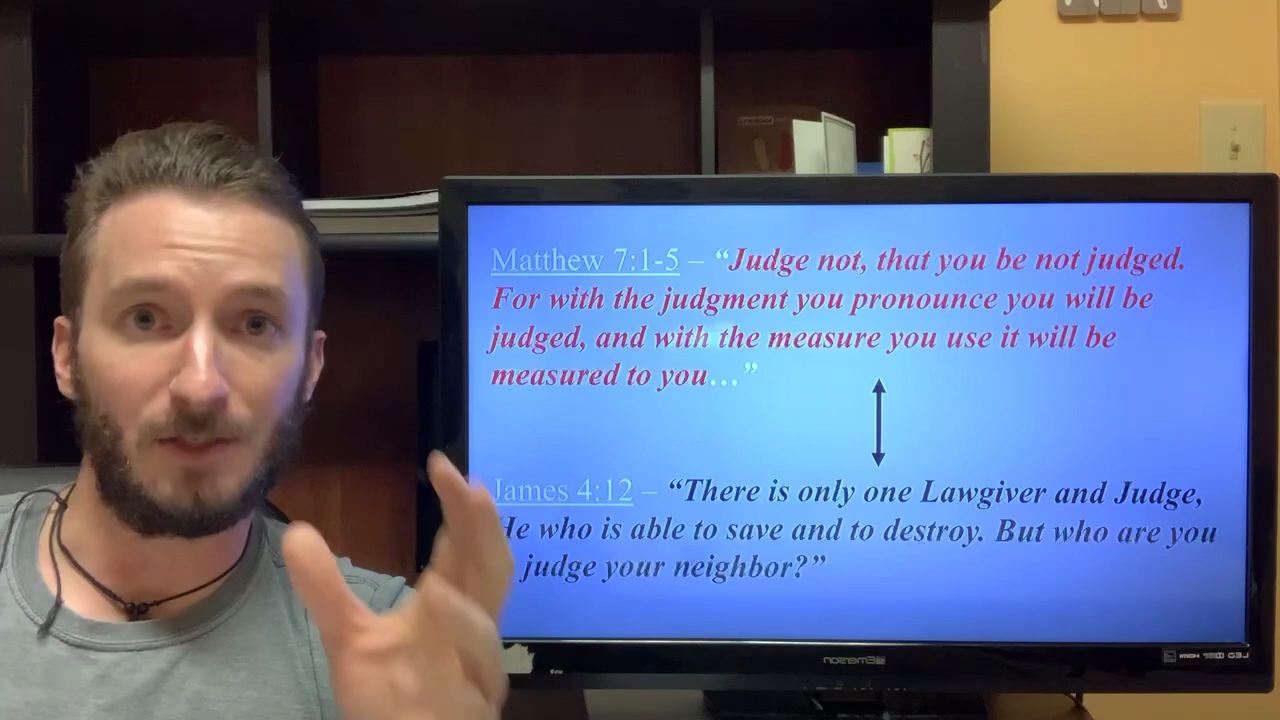 Matthew 7:1-5 – “Judge not, that you be not judged.
For with the judgment you pronounce you will be
judged, and with the measure you use it will be
measured to you…”
James 4:12 – “There is only one Lawgiver and Judge,
He who is able to save and to destroy. But who are you
judge your neighbor?”
Emerson
LED